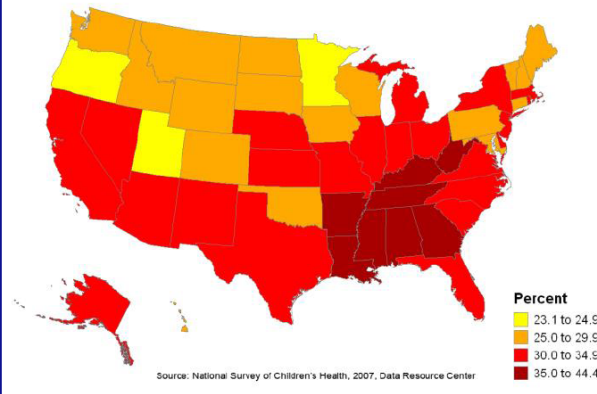 Percent
23.1 to 24.9
25.0 to 29.9
30.0 to 34.9
35.0 to 44.4
Source: National Survey of Children's Health, 2007, Data Resource Center